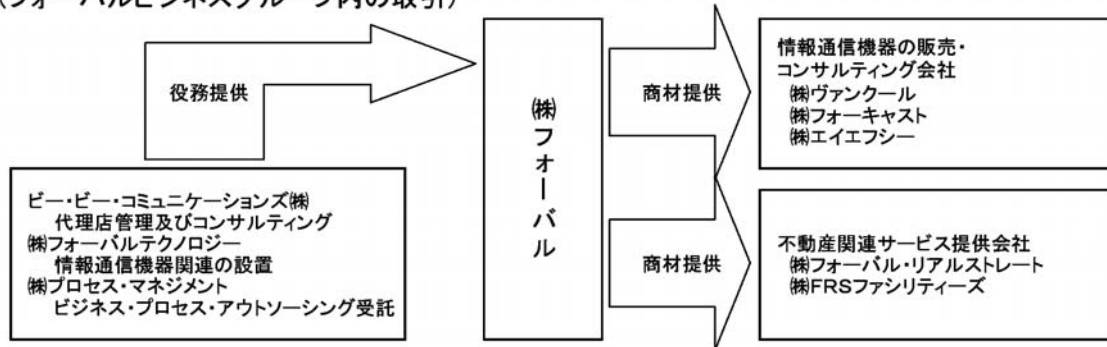 (フォーバルビジネスグループ内の取引)
役務提供
ビー・ビー・コミュニケーションズ㈱
代理店管理及びコンサルティング
㈱フォーバルテクノロジー
情報通信機器関連の設置
㈱プロセス・マネジメント
ビジネス・プロセス・アウトソーシング受託
㈱フォーバル
商材提供
情報通信機器の販売・
コンサルティング会社
㈱ヴァンクール
㈱フォーキャスト
㈱エイエフシー
商材提供
不動産関連サービス提供会社
㈱フォーバル・リアルストレート
㈱FRSファシリティーズ